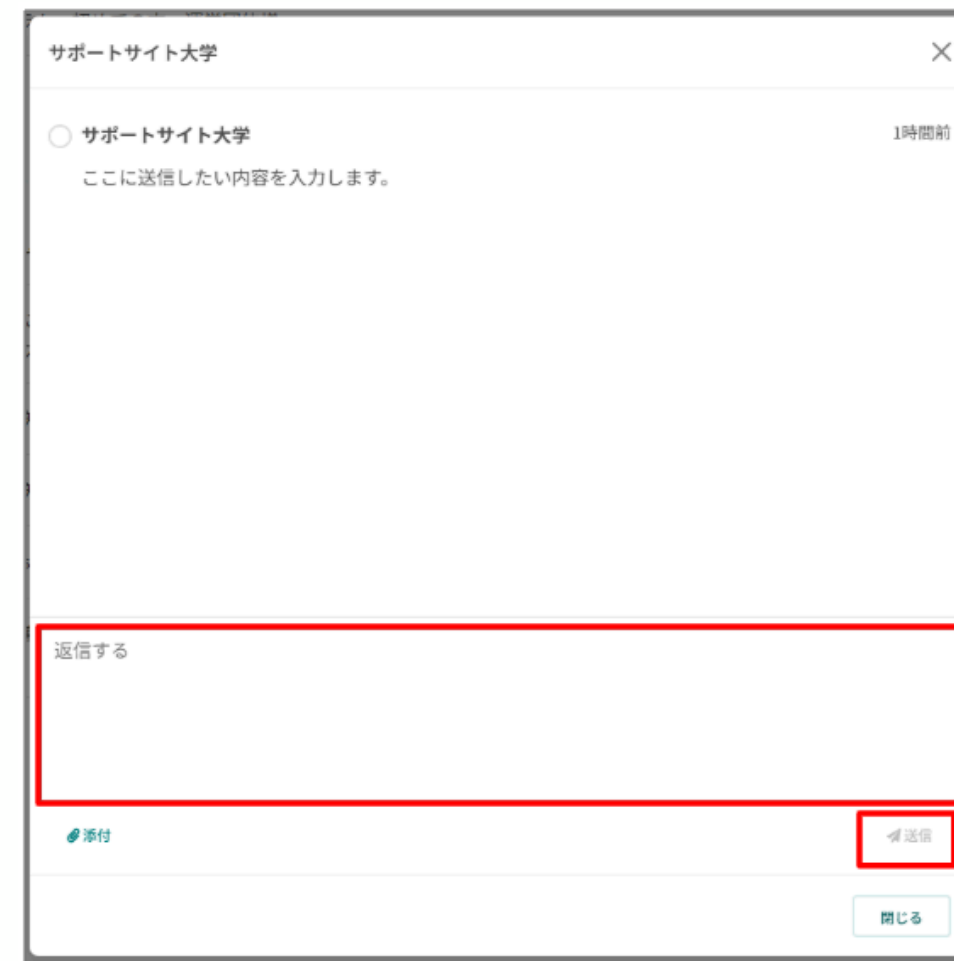 サポートサイト大学
サポートサイト大学
1時間前
ここに送信したい内容を入力します。
返信する
添付
送信
閉じる